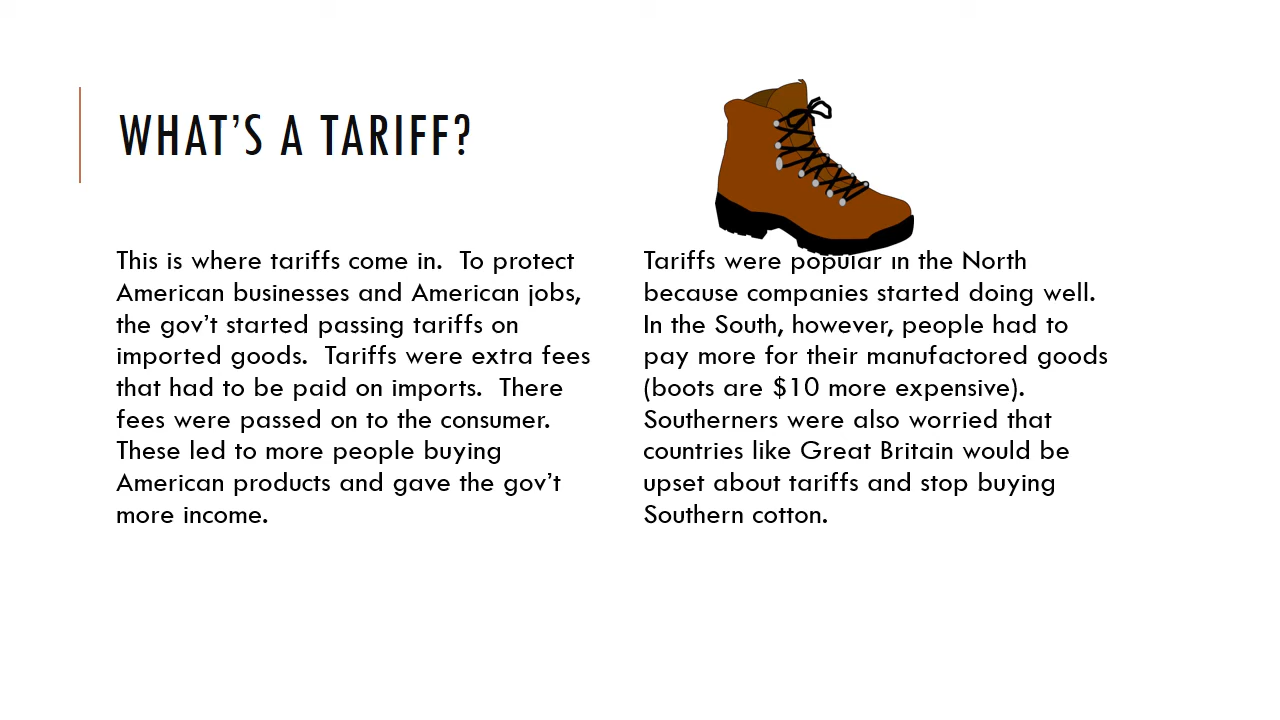 WHAT'S A TARIFF?
This is where tariffs come in.  To protect
American businesses and American jobs,
the gov't started passing tariffs on
imported goods.  Tariffs were extra fees
that had to be paid on imports.  There
fees were passed on to the consumer.
These led to more people buying
American products and gave the gov't
more income.
Tariffs were popular in the North
because companies started doing well.
In the South, however, people had to
pay more for their manufactored goods
(boots are $10 more expensive).
Southerners were also worried that
countries like Great Britain would be
upset about tariffs and stop buying
Southern cotton.